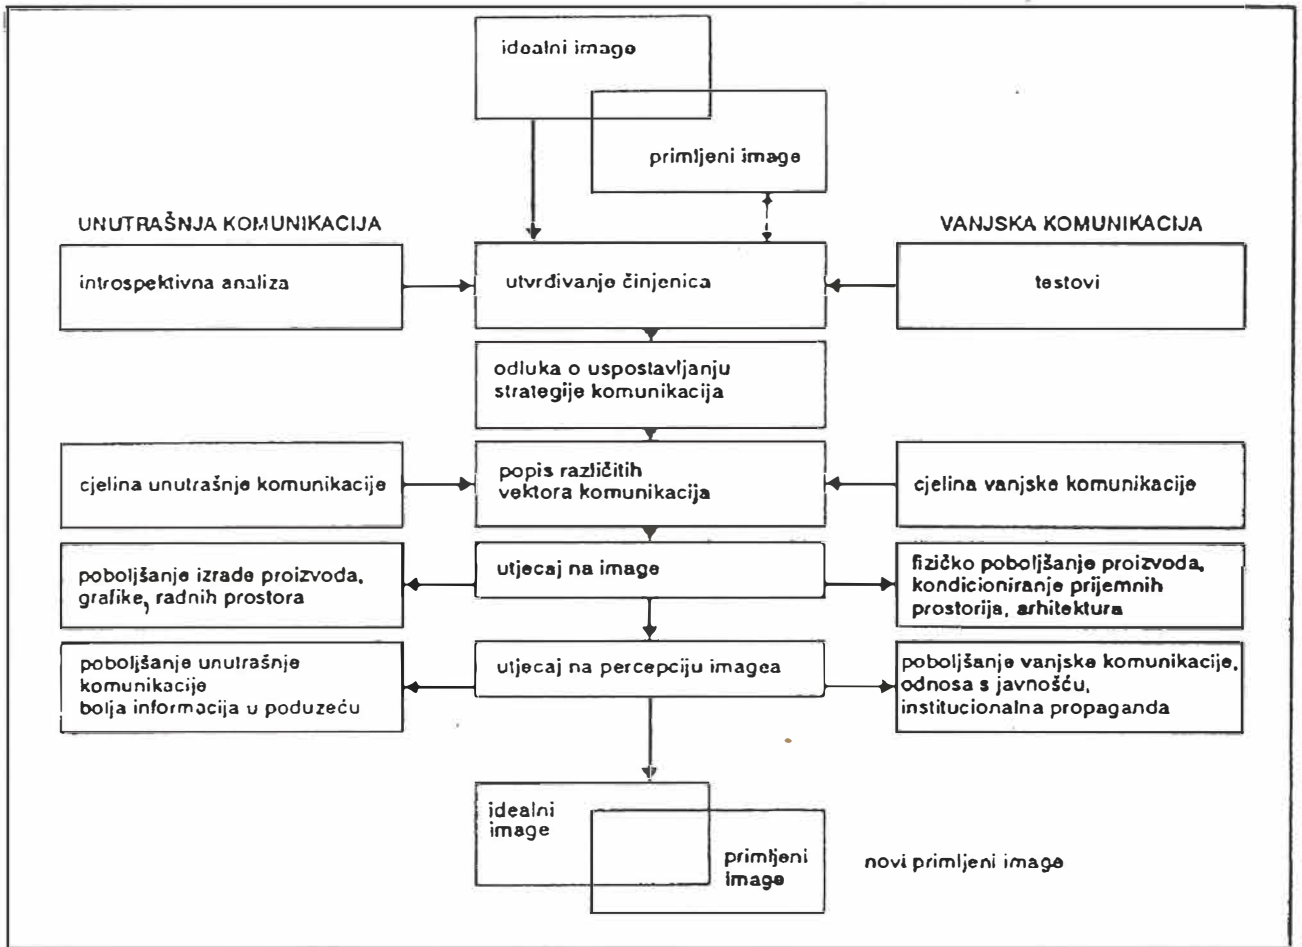 idealni image
primljeni image
UNUTRAŠNJA KOMUNIKACIJA
VANJSKA KOMUNIKACIJA
introspektivna analiza
utvrđivanje činjenica
testovi
odluka o uspostavljanju
strategije komunikacija
cjelina unutrašnje komunikacije
popis različitih
vektora komunikacija
cjelina vanjske komunikacije
poboljšanje izrade proizvoda,
grafike, radnih prostora
utjecaj na image
fizičko poboljšanje proizvoda,
kondicioniranje prijemnih
prostorija, arhitektura
poboljšanje unutrašnje
komunikacije
bolja informacija u poduzeću
utjecaj na percepciju imagea
poboljšanje vanjske komunikacije,
odnosa s javnošću,
institucionalna propaganda
idealni
image
primljeni
image
novi primljeni image